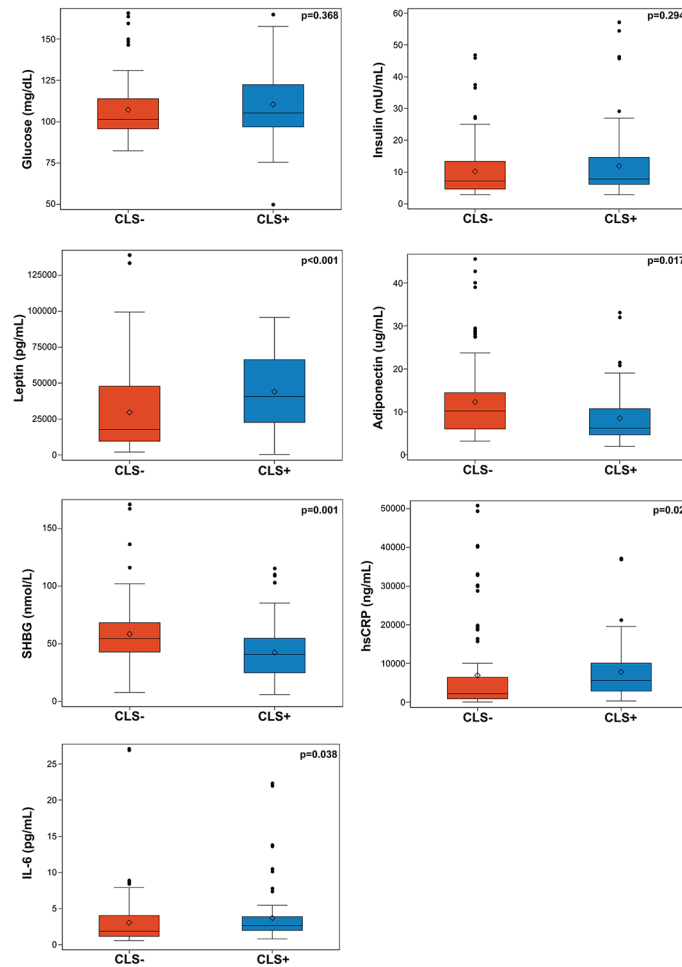 p=0.368
Glucose (mg/dL)
150
125
100
75
50
CLS-
CLS+
p=0.294
Insulin (mU/mL)
60
50
40
30
20
10
0
CLS-
CLS+
p<0.001
Leptin (pg/mL)
125000
100000
75000
50000
25000
0
CLS-
CLS+
p=0.017
Adiponectin (ug/mL)
40
30
20
10
0
CLS-
CLS+
p=0.001
SHBG (nmol/L)
150
100
50
0
CLS-
CLS+
p=0.02
hsCRP (ng/mL)
50000
40000
30000
20000
10000
0
CLS-
CLS+
p=0.038
IL-6 (pg/mL)
25
20
15
10
5
0
CLS-
CLS+